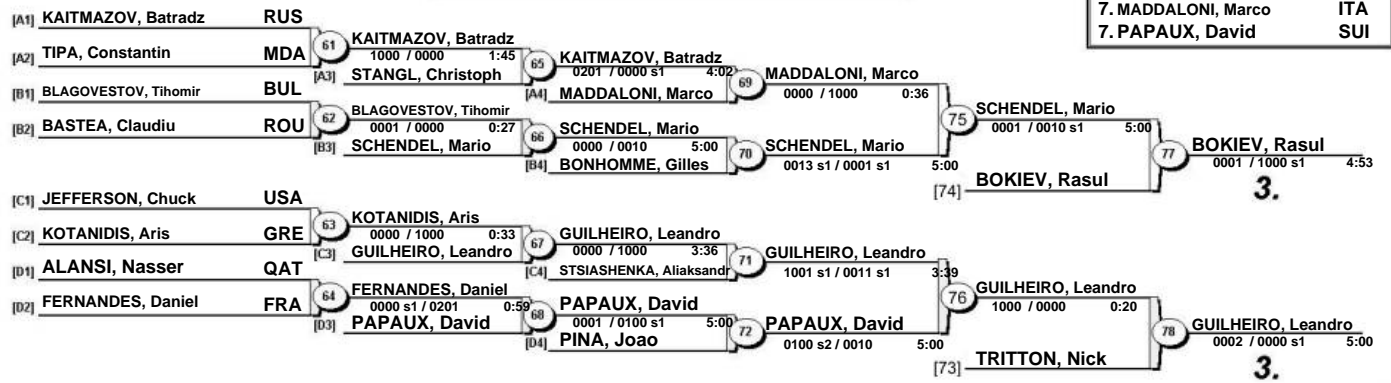 7. MADDALONI, Marco ITA
7. PAPAUX, David SUI
[A1] KAITMAZOV, Batradz RUS
[A2] TIPA, Constantin MDA
61
KAITMAZOV, Batradz
1000 / 0000 1:45
[A3] STANGL, Christoph
65
KAITMAZOV, Batradz
0201 / 0000 s1 4:02
[A4] MADDALONI, Marco
69
MADDALONI, Marco
0000 / 1000 0:36
[B1] BLAGOVESTOV, Tihomir BUL
[B2] BASTEA, Claudiu ROU
62
BLAGOVESTOV, Tihomir
0001 / 0000 0:27
[B3] SCHENDEL, Mario
66
SCHENDEL, Mario
0000 / 0010 5:00
[B4] BONHOMME, Gilles
70
SCHENDEL, Mario
0013 s1 / 0001 s1 5:00
75
SCHENDEL, Mario
0001 / 0010 s1 5:00
[74] BOKIEV, Rasul
77
BOKIEV, Rasul
0001 / 1000 s1 4:53
3.
[C1] JEFFERSON, Chuck USA
[C2] KOTANIDIS, Aris GRE
63
KOTANIDIS, Aris
0000 / 1000 0:33
[C3] GUILHEIRO, Leandro
67
GUILHEIRO, Leandro
0000 / 1000 3:36
[C4] STSIASHENKA, Aliaksandr
71
GUILHEIRO, Leandro
1001 s1 / 0011 s1 3:39
[D1] ALANSI, Nasser QAT
[D2] FERNANDES, Daniel FRA
64
FERNANDES, Daniel
0000 s1 / 0201 0:59
[D3] PAPAUX, David
68
PAPAUX, David
0001 / 0100 s1 5:00
[D4] PINA, Joao
72
PAPAUX, David
0100 s2 / 0010 5:00
76
GUILHEIRO, Leandro
1000 / 0000 0:20
[73] TRITTON, Nick
78
GUILHEIRO, Leandro
0002 / 0000 s1 5:00
3.